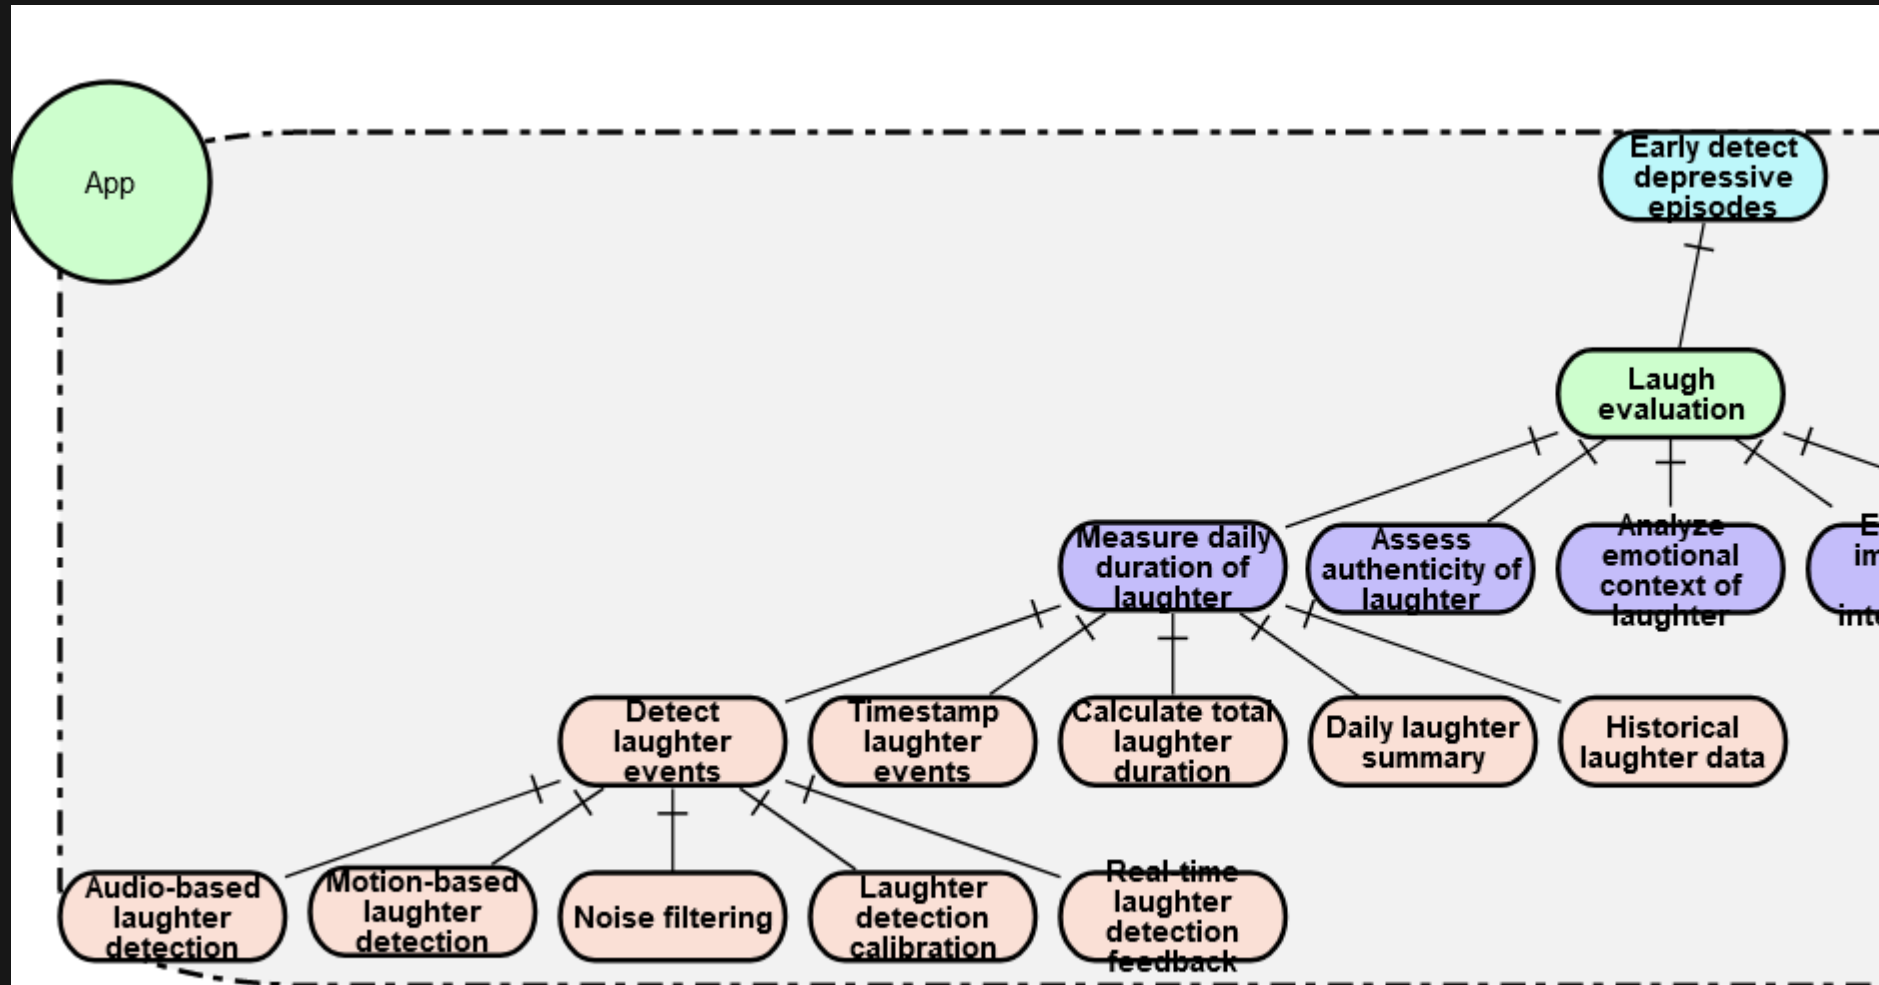 App
Early detect
depressive
episodes
Laugh
evaluation
Measure daily
duration of
laughter
Assess
authenticity of
laughter
Analyze
emotional
context of
laughter
Detect
laughter
events
Timestamp
laughter
events
Calculate total
laughter
duration
Daily laughter
summary
Historical
laughter data
Audio-based
laughter
detection
Motion-based
laughter
detection
Noise filtering
Laughter
detection
calibration
Real-time
laughter
detection
feedback